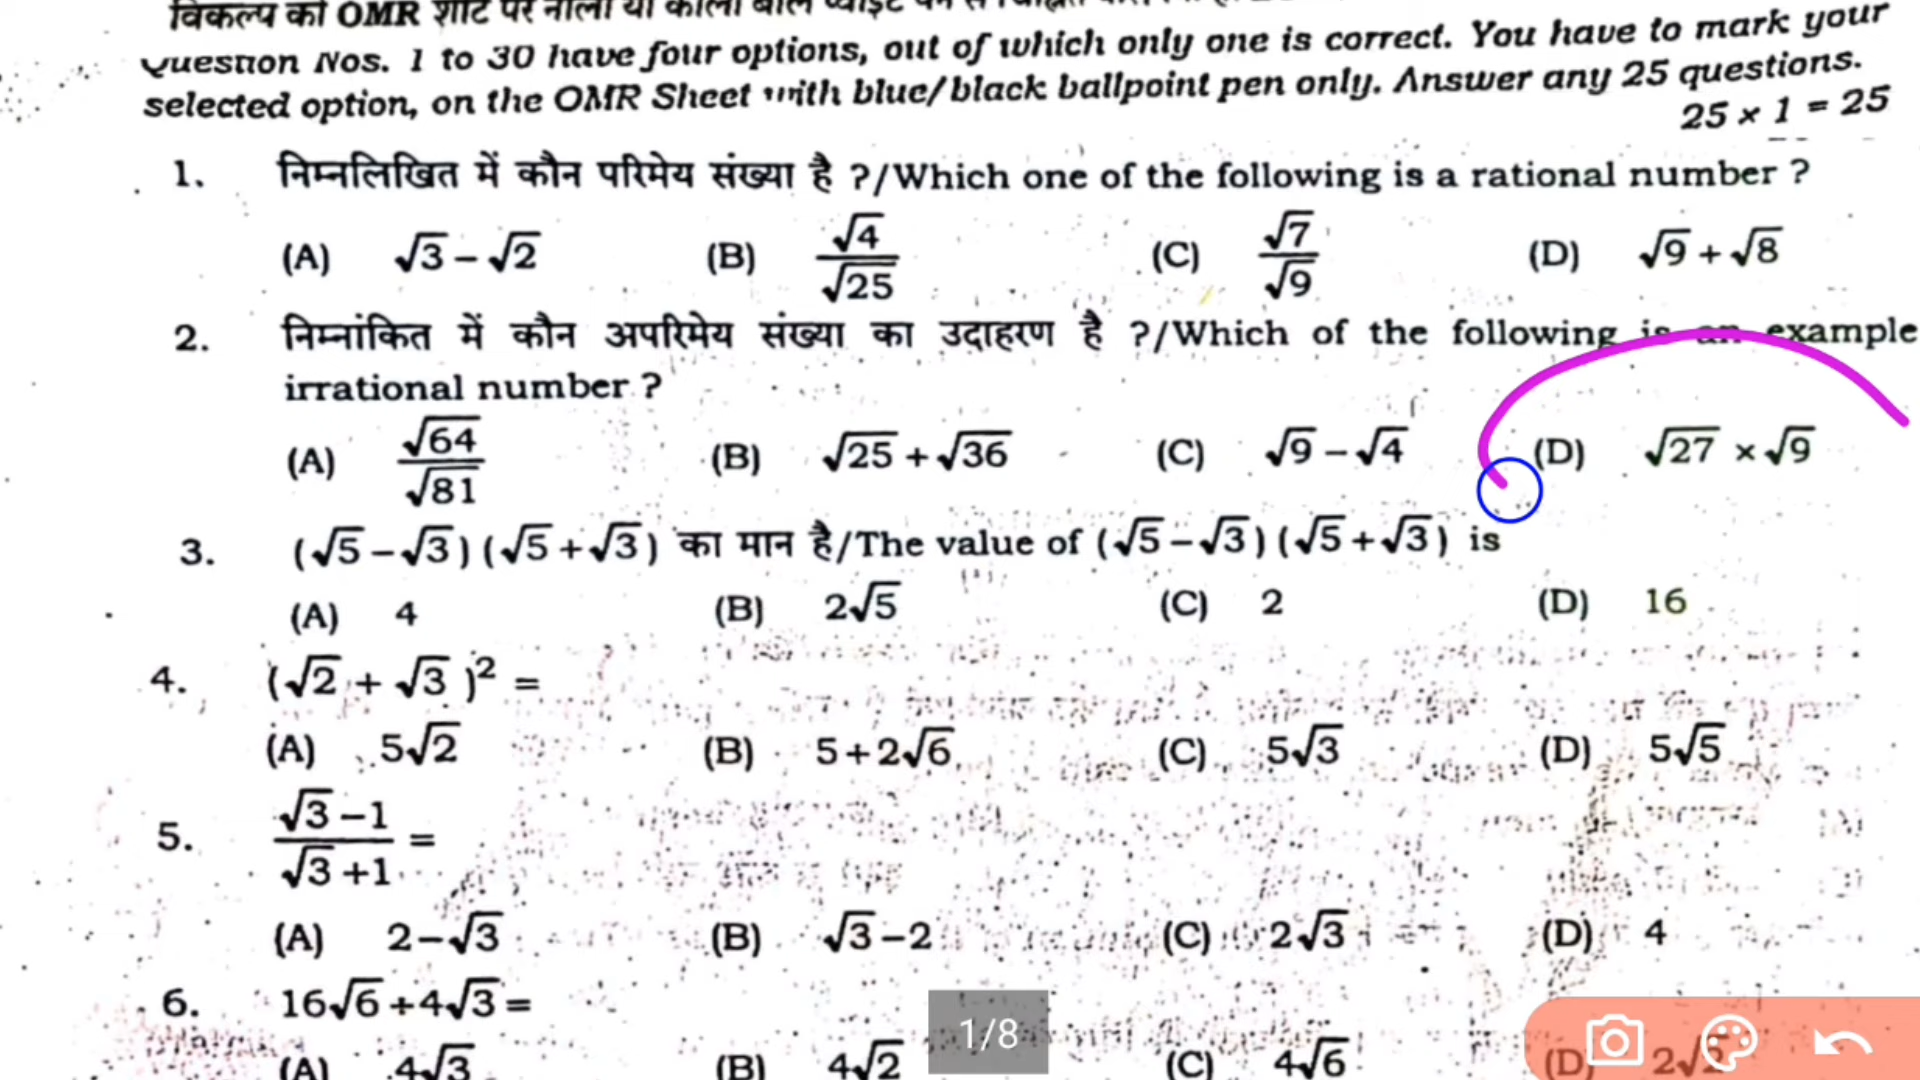 विकल्प को OMR शीट पर नीला या काला बॉल प्वाइंट पेन से
Question Nos. 1 to 30 have four options, out of which only one is correct. You have to mark your
selected option, on the OMR Sheet with blue/black ballpoint pen only. Answer any 25 questions.
25 × 1 = 25
1. निम्नलिखित में कौन परिमेय संख्या है ?/Which one of the following is a rational number ?
(A) √3 − √2 (B) √4/√25 (C) √7/√9 (D) √9 + √8
2. निम्नांकित में कौन अपरिमेय संख्या का उदाहरण है ?/Which of the following is an example
irrational number ?
(A) √64/√81 (B) √25 + √36 (C) √9 − √4 (D) √27 × √9
3. (√5 − √3) (√5 + √3) का मान है/The value of (√5 − √3) (√5 + √3) is
(A) 4 (B) 2√5 (C) 2 (D) 16
4. (√2 + √3)² =
(A) 5√2 (B) 5 + 2√6 (C) 5√3 (D) 5√5
5. (√3 − 1)/(√3 + 1) =
(A) 2 − √3 (B) √3 − 2 (C) 2√3 (D) 4
6. 16√6 + 4√3 =
(A) 4√3 (B) 4√2 (C) 4√6 (D) 2√2
1/8